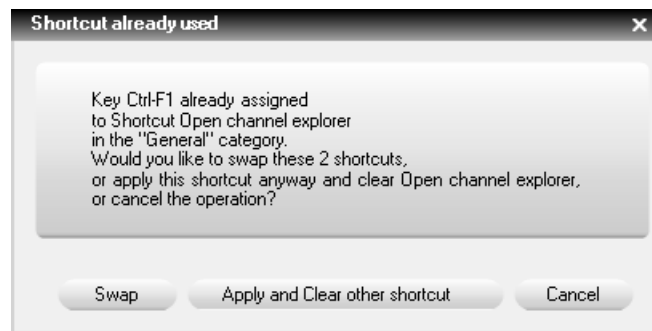 Shortcut already used
Key Ctrl-F1 already assigned
to Shortcut Open channel explorer
in the "General" category.
Would you like to swap these 2 shortcuts,
or apply this shortcut anyway and clear Open channel explorer,
or cancel the operation?
Swap Apply and Clear other shortcut Cancel